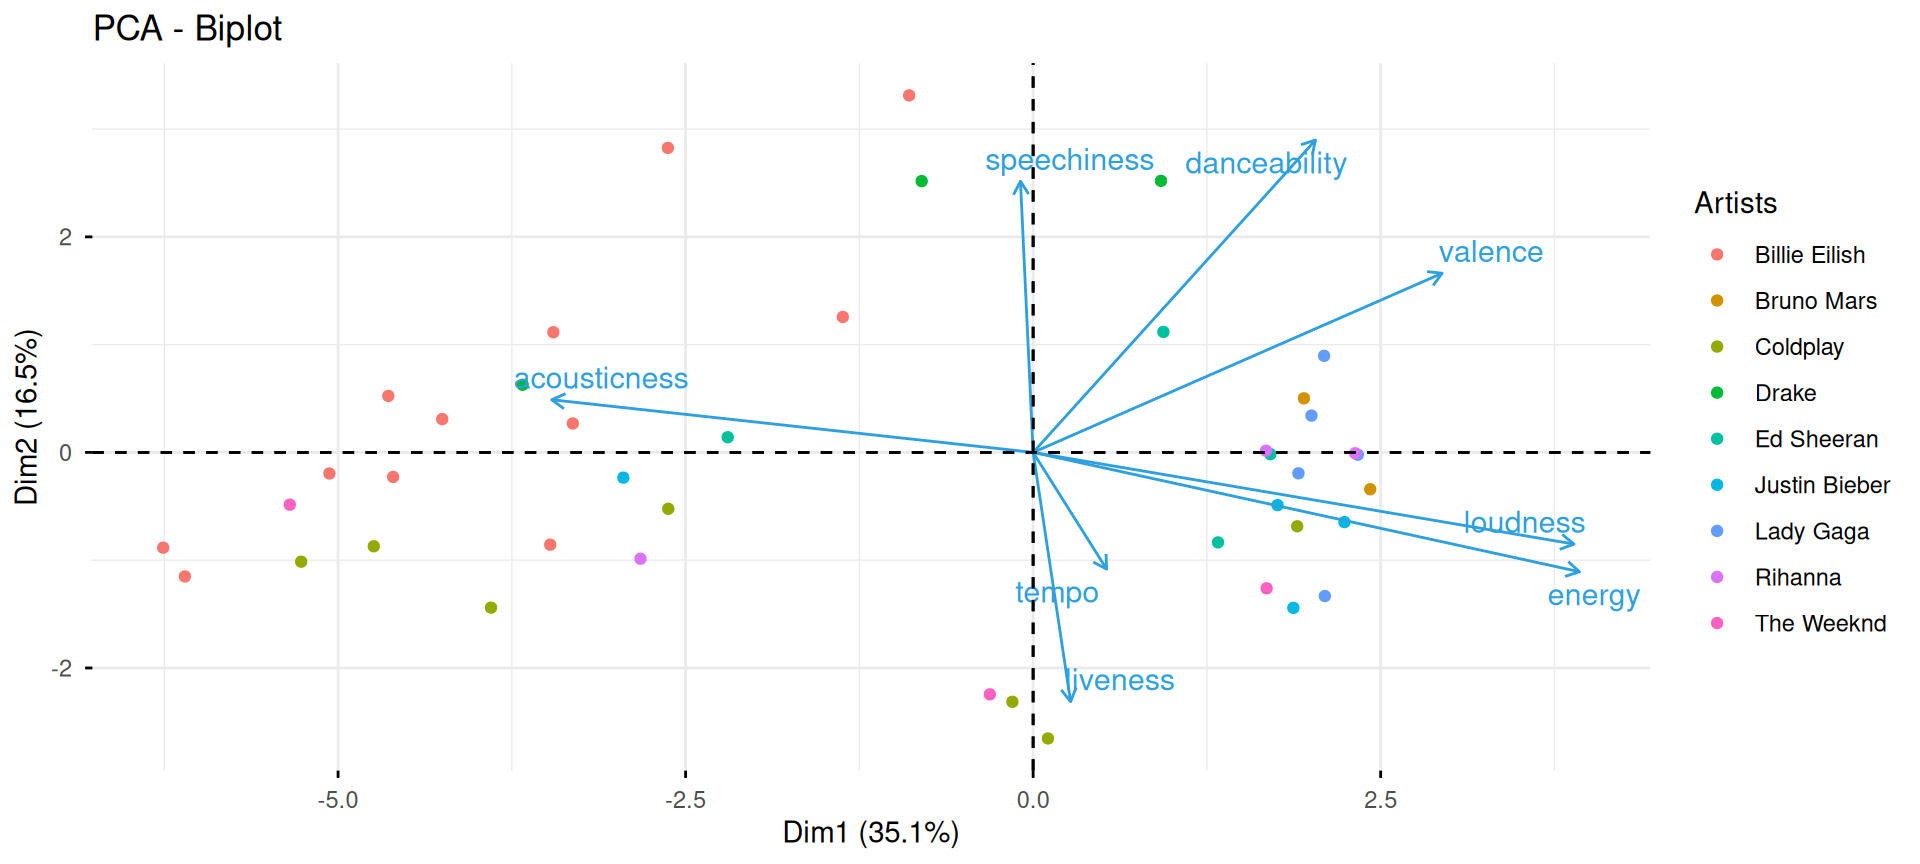 PCA - Biplot
speechiness
danceability
valence
acousticness
loudness
energy
tempo
liveness
2
0
-2
-5.0
-2.5
0.0
2.5
Dim1 (35.1%)
Dim2 (16.5%)
Artists
Billie Eilish
Bruno Mars
Coldplay
Drake
Ed Sheeran
Justin Bieber
Lady Gaga
Rihanna
The Weeknd